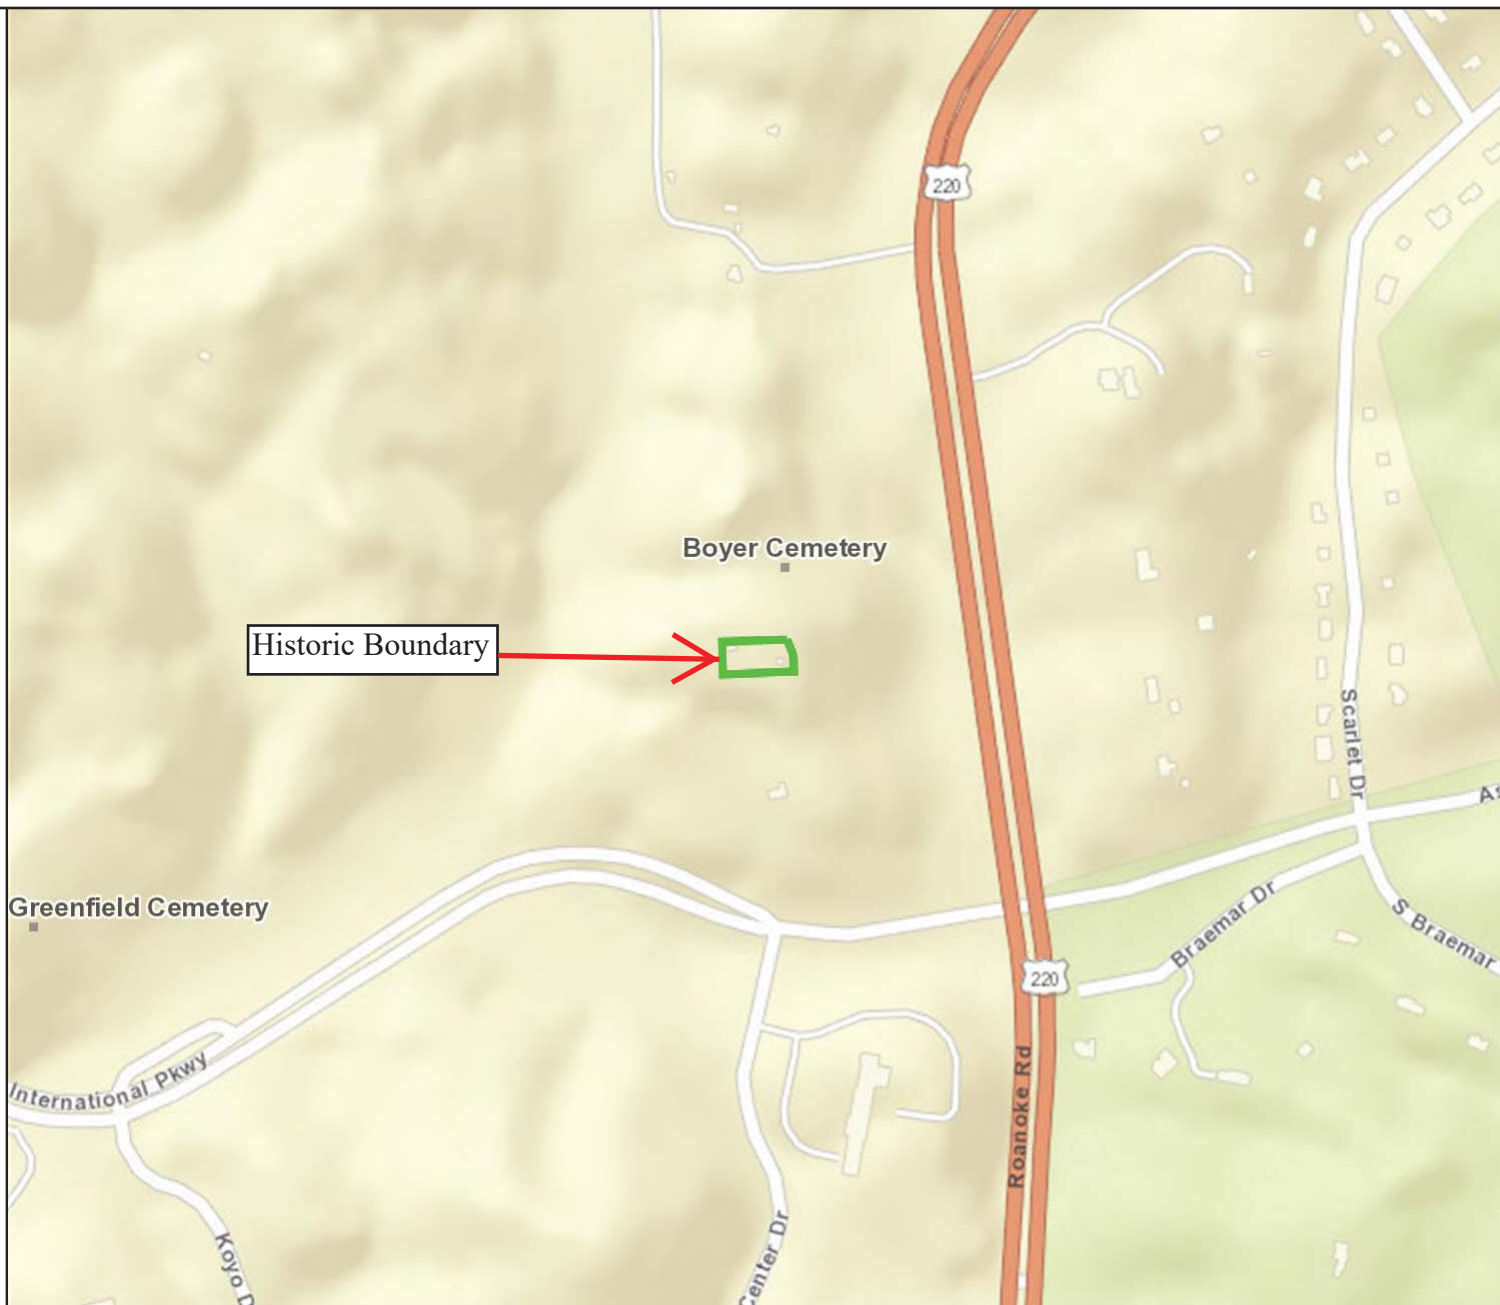 220
Boyer Cemetery
Historic Boundary
Scarlet Dr
As
Greenfield Cemetery
Braemar Dr
S Braemar
220
International Pkwy
Roanoke Rd
Koyo D
Center Dr